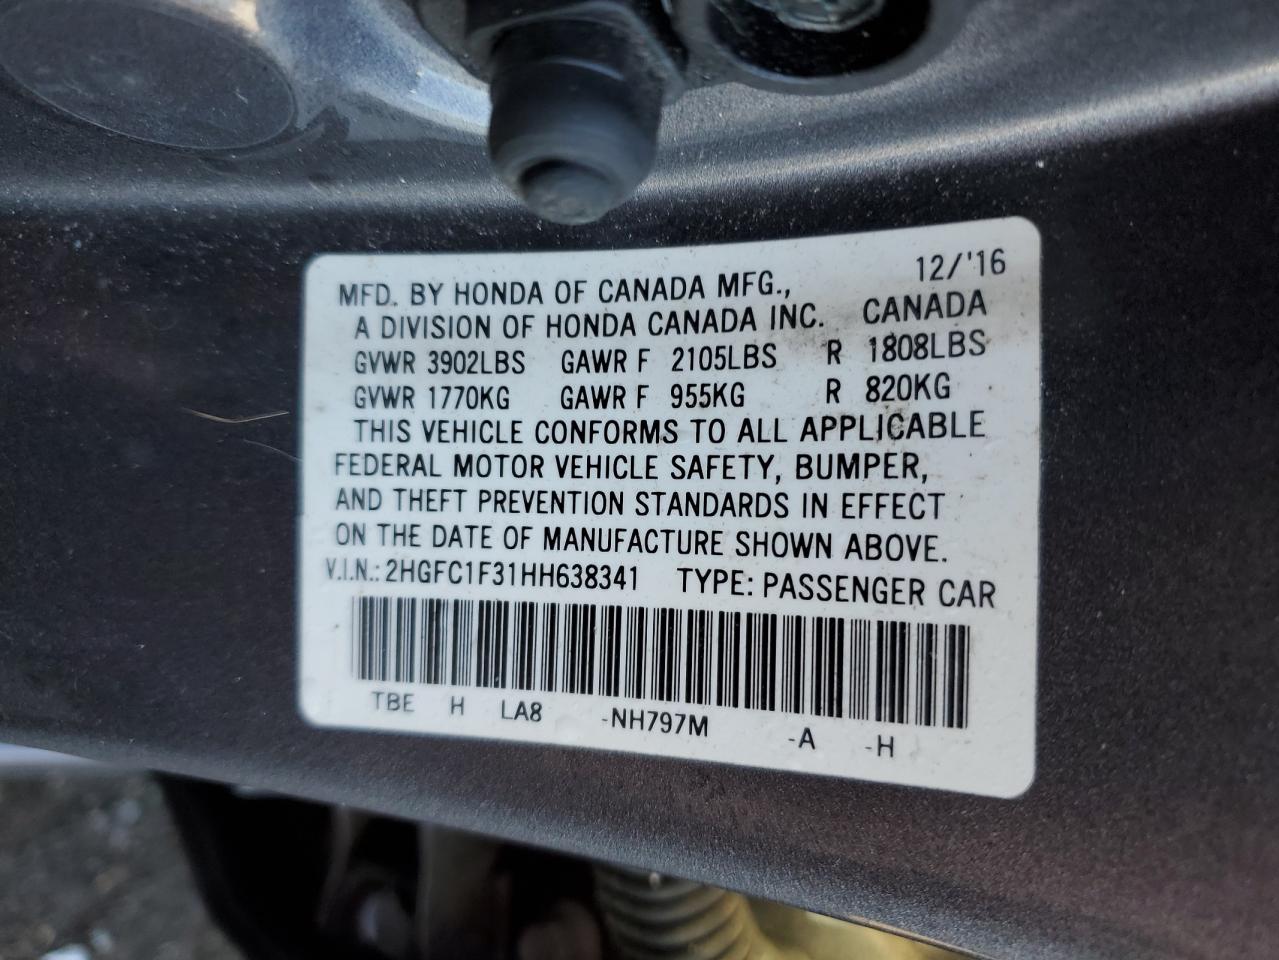 12/'16
MFD. BY HONDA OF CANADA MFG.,
A DIVISION OF HONDA CANADA INC. CANADA
GVWR 3902LBS GAWR F 2105LBS R 1808LBS
GVWR 1770KG GAWR F 955KG R 820KG
THIS VEHICLE CONFORMS TO ALL APPLICABLE
FEDERAL MOTOR VEHICLE SAFETY, BUMPER,
AND THEFT PREVENTION STANDARDS IN EFFECT
ON THE DATE OF MANUFACTURE SHOWN ABOVE.
V.I.N.: 2HGFC1F31HH638341 TYPE: PASSENGER CAR
TBE H LA8 -NH797M -A -H